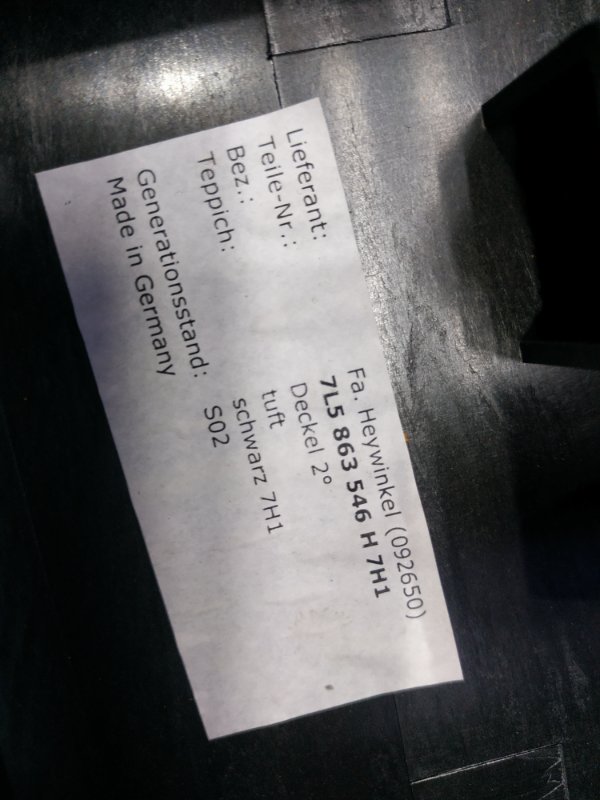 Lieferant: Fa. Heywinkel (092650)
Teile-Nr.: 7L5 863 546 H 7H1
Bez.: Deckel 2°
Teppich: tuft
schwarz 7H1
Generationsstand: S02
Made in Germany